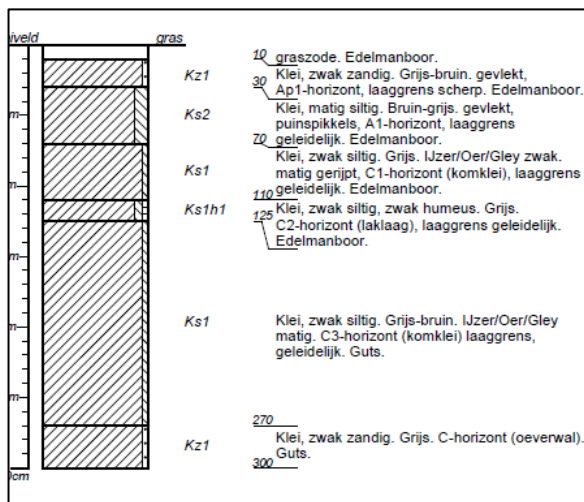 iveld
gras
10 graszode. Edelmanboor.
Kz1
Klei, zwak zandig. Grijs-bruin. gevlekt,
30 Ap1-horizont, laaggrens scherp. Edelmanboor.
Ks2
Klei, matig siltig. Bruin-grijs. gevlekt,
puinspikkels, A1-horizont, laaggrens
70 geleidelijk. Edelmanboor.
Ks1
Klei, zwak siltig. Grijs. IJzer/Oer/Gley zwak.
matig gerijpt, C1-horizont (komklei), laaggrens
110 geleidelijk. Edelmanboor.
Ks1h1
Klei, zwak siltig, zwak humeus. Grijs.
125 C2-horizont (laklaag), laaggrens geleidelijk.
Edelmanboor.
Ks1
Klei, zwak siltig. Grijs-bruin. IJzer/Oer/Gley
matig. C3-horizont (komklei) laaggrens,
geleidelijk. Guts.
270
Kz1
Klei, zwak zandig. Grijs. C-horizont (oeverwal).
Guts.
300
0cm